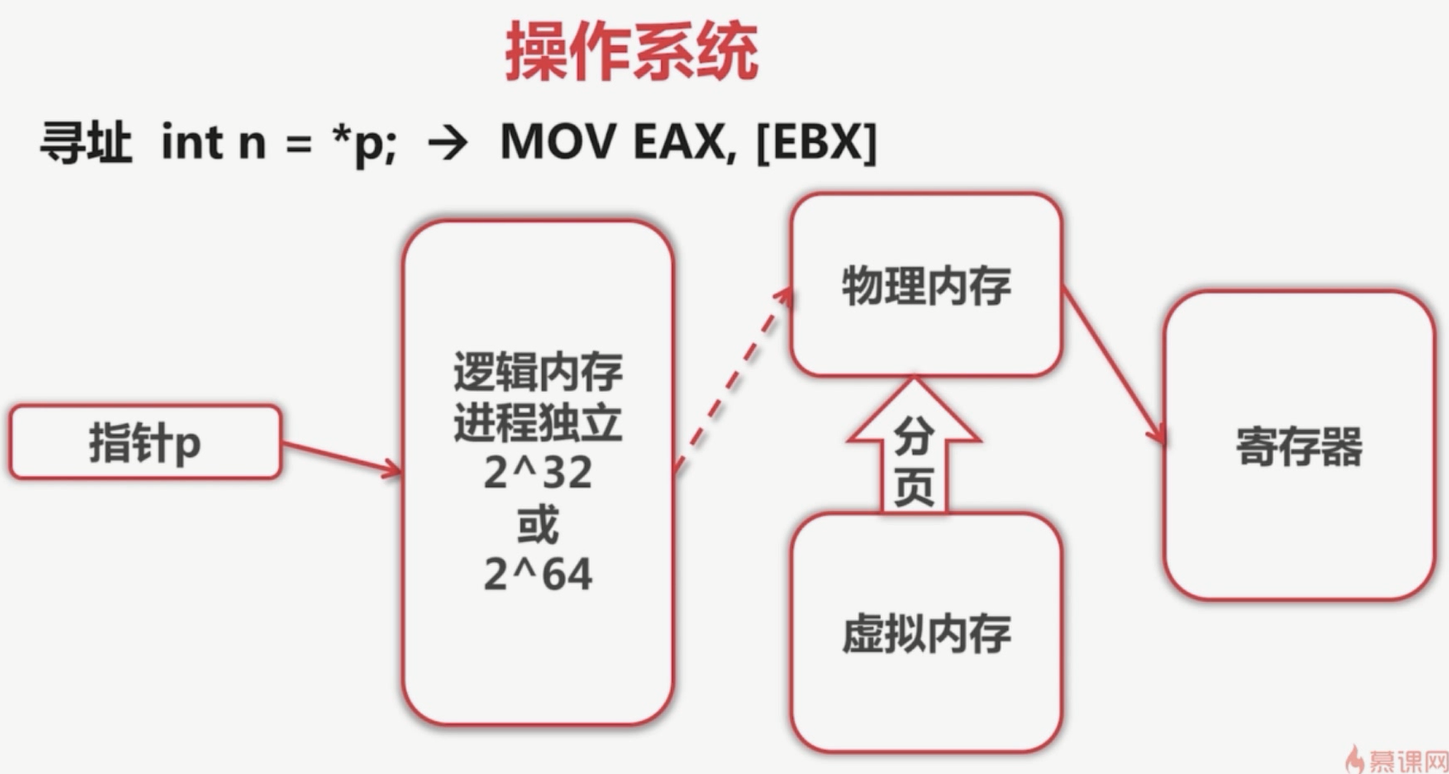 操作系统
寻址 int n = *p; → MOV EAX, [EBX]
指针p
逻辑内存
进程独立
2^32
或
2^64
物理内存
分
页
虚拟内存
寄存器
慕课网